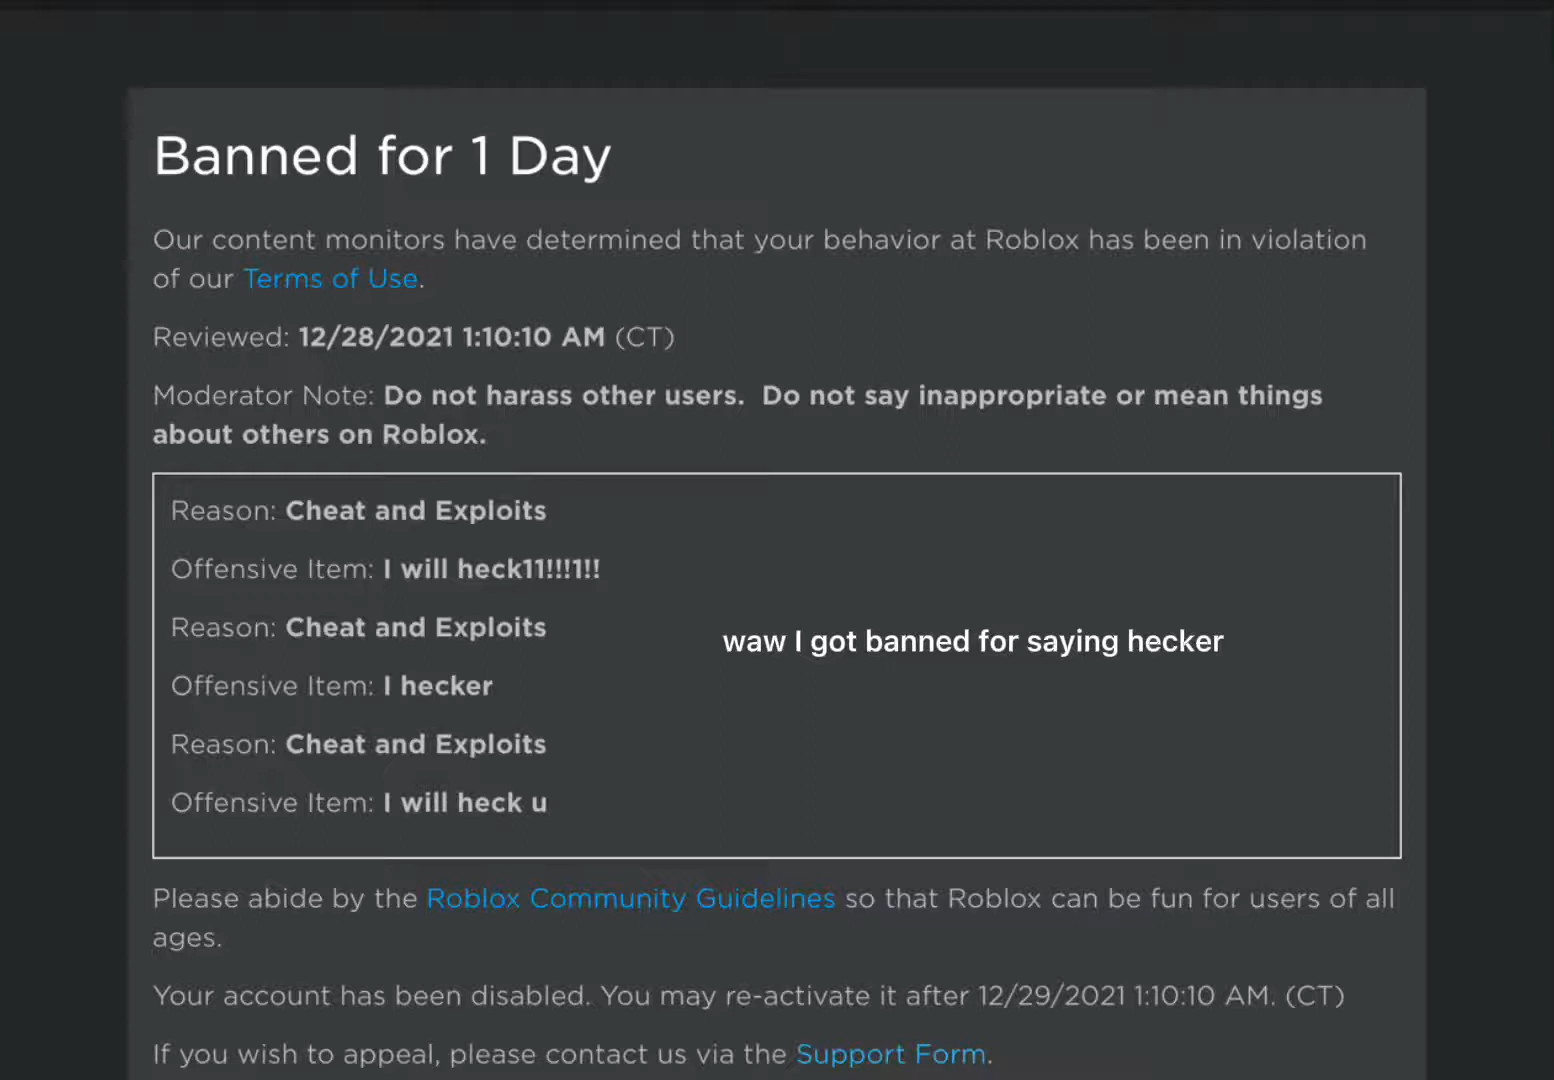 Banned for 1 Day
Our content monitors have determined that your behavior at Roblox has been in violation
of our Terms of Use.
Reviewed: 12/28/2021 1:10:10 AM (CT)
Moderator Note: Do not harass other users.  Do not say inappropriate or mean things
about others on Roblox.
Reason: Cheat and Exploits
Offensive Item: I will heck11!!!1!!
Reason: Cheat and Exploits
waw I got banned for saying hecker
Offensive Item: I hecker
Reason: Cheat and Exploits
Offensive Item: I will heck u
Please abide by the Roblox Community Guidelines so that Roblox can be fun for users of all
ages.
Your account has been disabled. You may re-activate it after 12/29/2021 1:10:10 AM. (CT)
If you wish to appeal, please contact us via the Support Form.